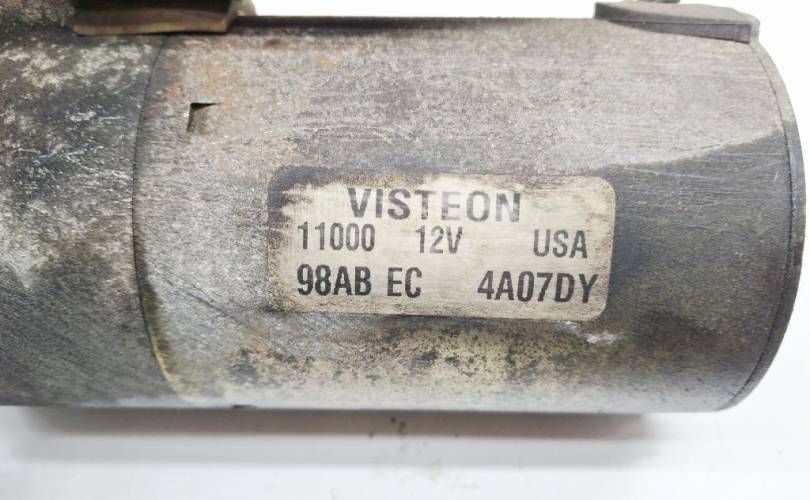 VISTEON
11000 12V USA
98AB EC 4A07DY